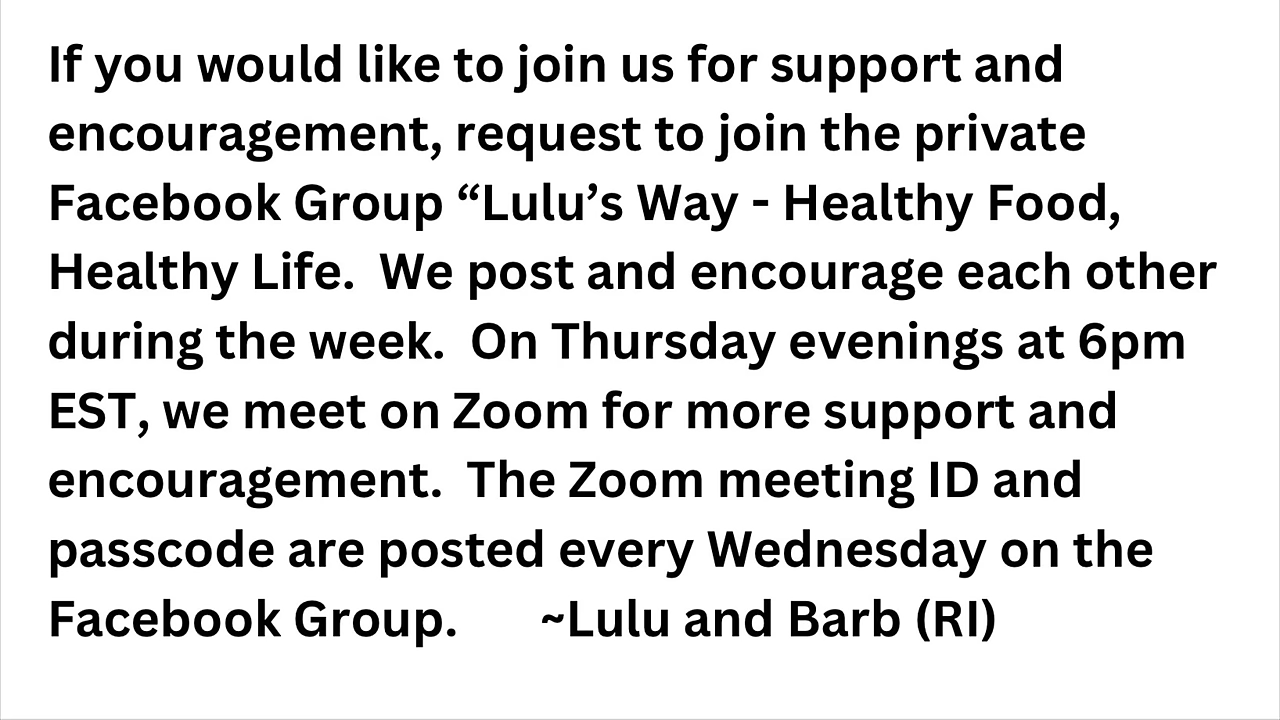 If you would like to join us for support and
encouragement, request to join the private
Facebook Group “Lulu’s Way - Healthy Food,
Healthy Life.  We post and encourage each other
during the week.  On Thursday evenings at 6pm
EST, we meet on Zoom for more support and
encouragement.  The Zoom meeting ID and
passcode are posted every Wednesday on the
Facebook Group.      ~Lulu and Barb (RI)